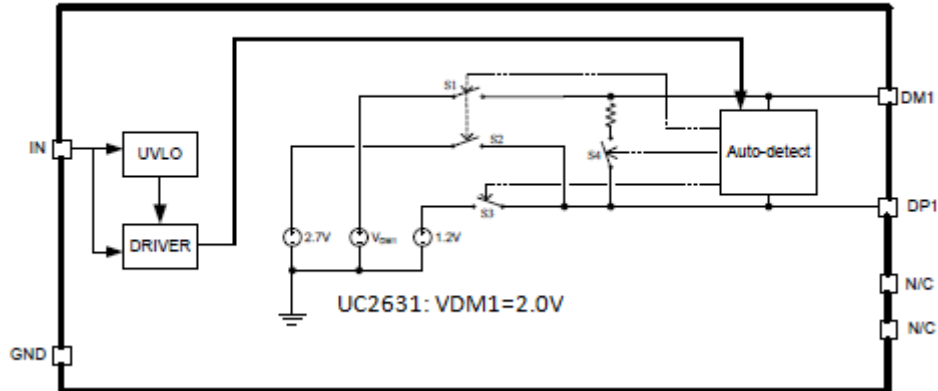 S1
DM1
IN
UVLO
S2
S4
Auto-detect
DP1
S3
DRIVER
2.7V
VDM1
1.2V
N/C
UC2631: VDM1=2.0V
N/C
GND